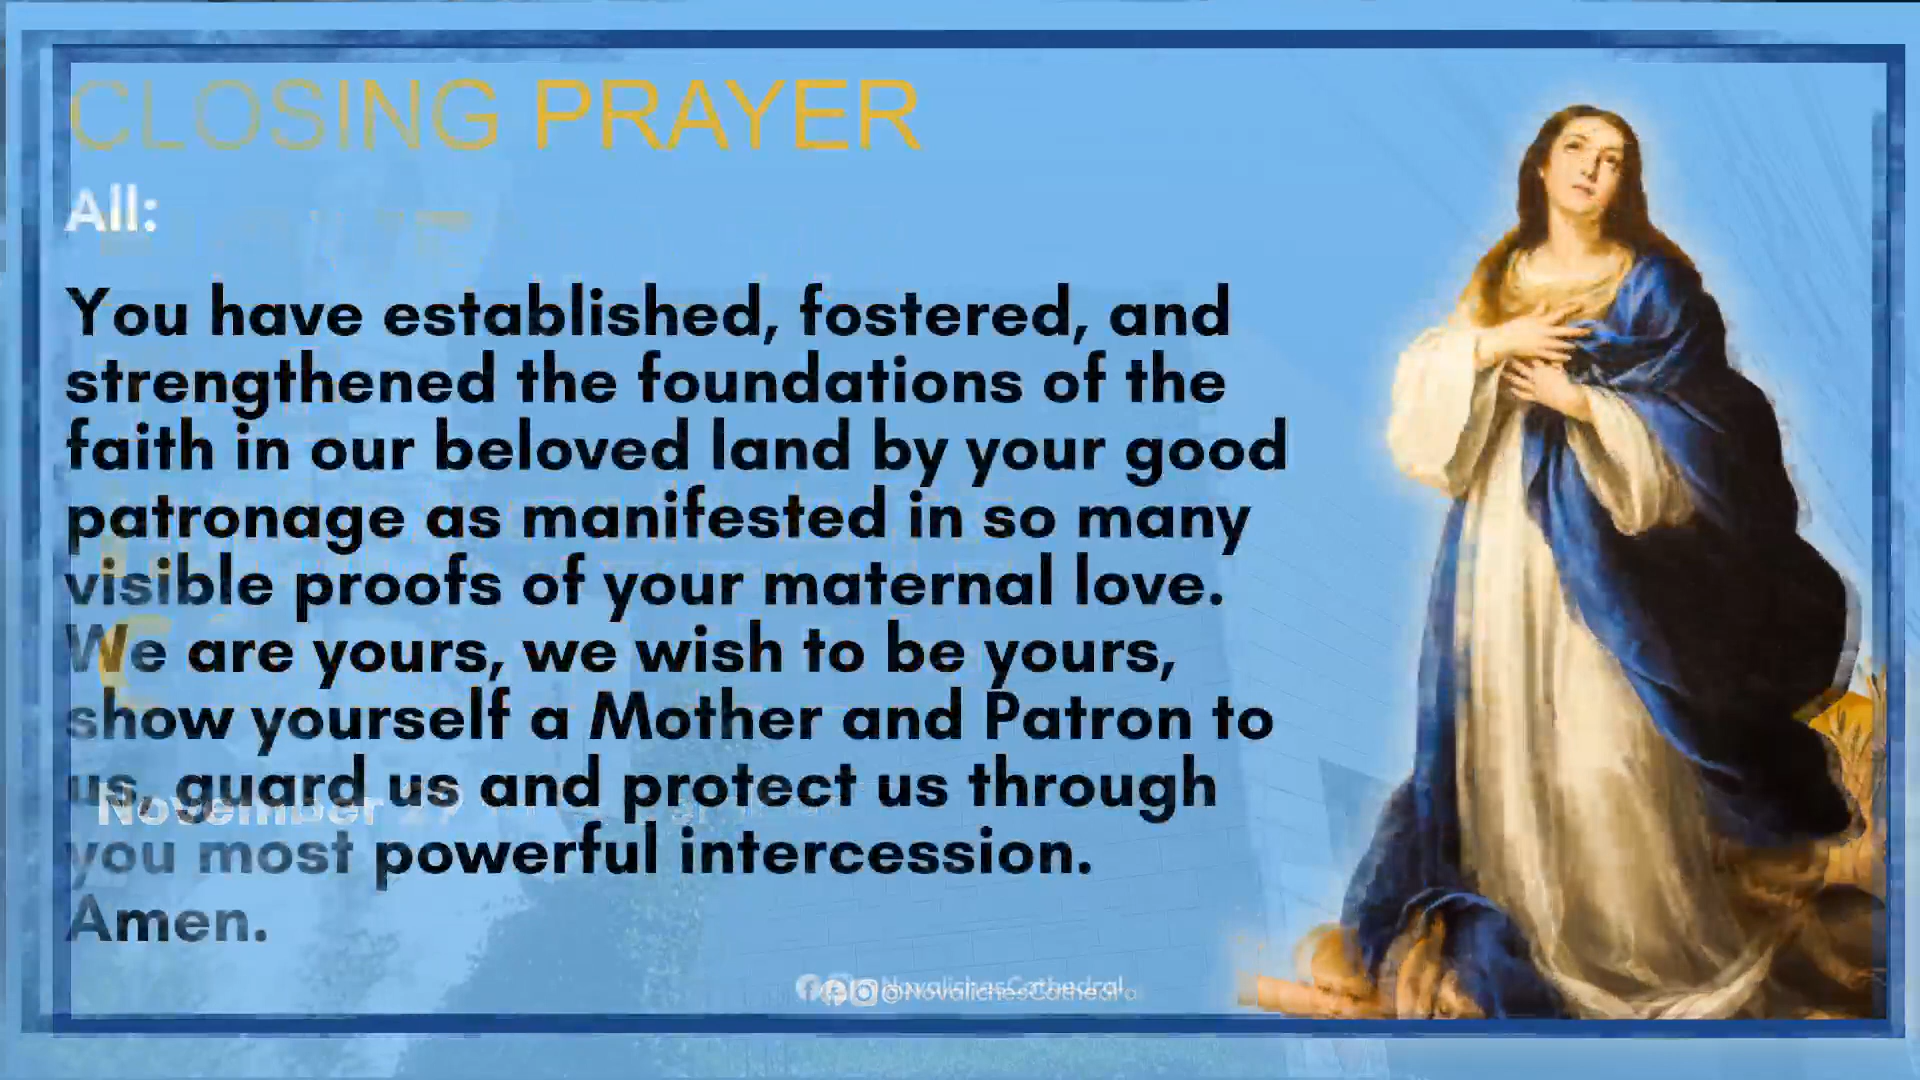 CLOSING PRAYER
All:
You have established, fostered, and
strengthened the foundations of the
faith in our beloved land by your good
patronage as manifested in so many
visible proofs of your maternal love.
We are yours, we wish to be yours,
show yourself a Mother and Patron to
us, guard us and protect us through
November
you most powerful intercession.
Amen.
@NovalichesCathedral